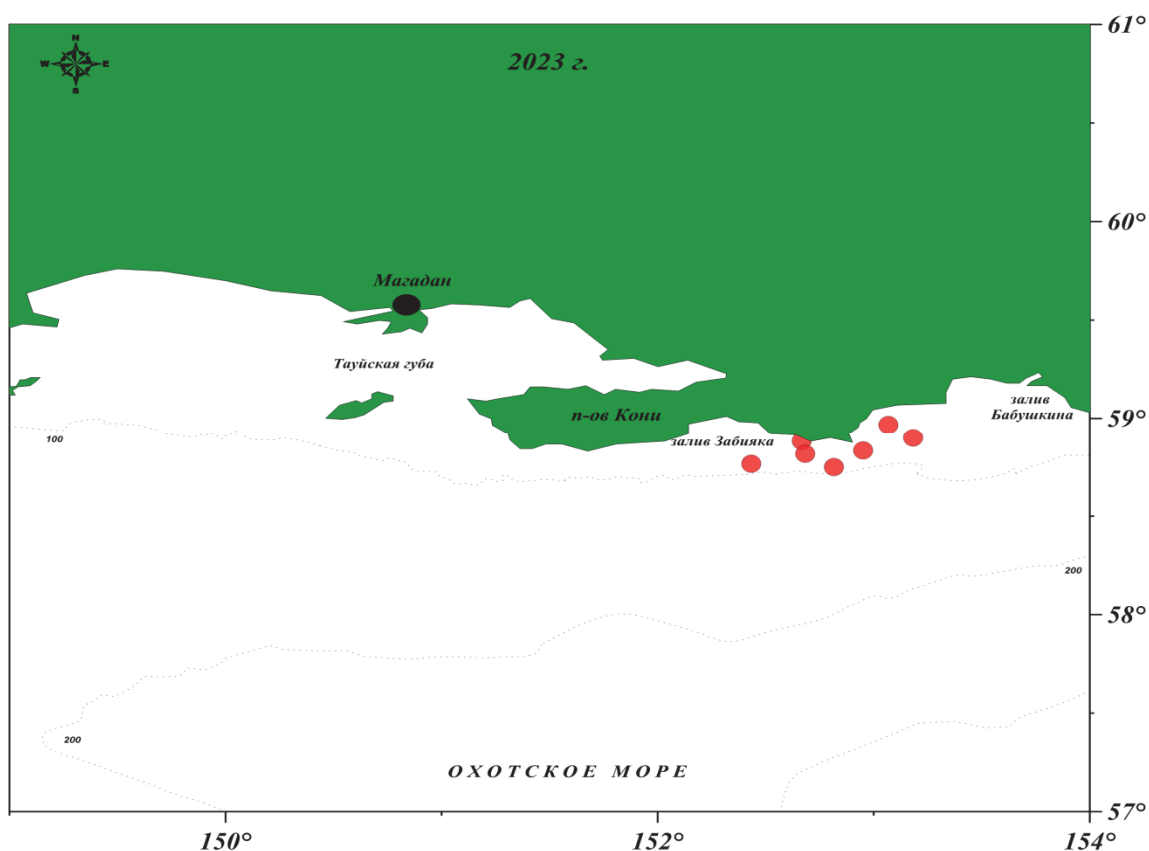 61°
N
2023 г.
W E
S
60°
Магадан
Тауйская губа
залив
Бабушкина
п-ов Кони
59°
100
залив Забияка
200
58°
200
ОХОТСКОЕ МОРЕ
57°
150°
152°
154°